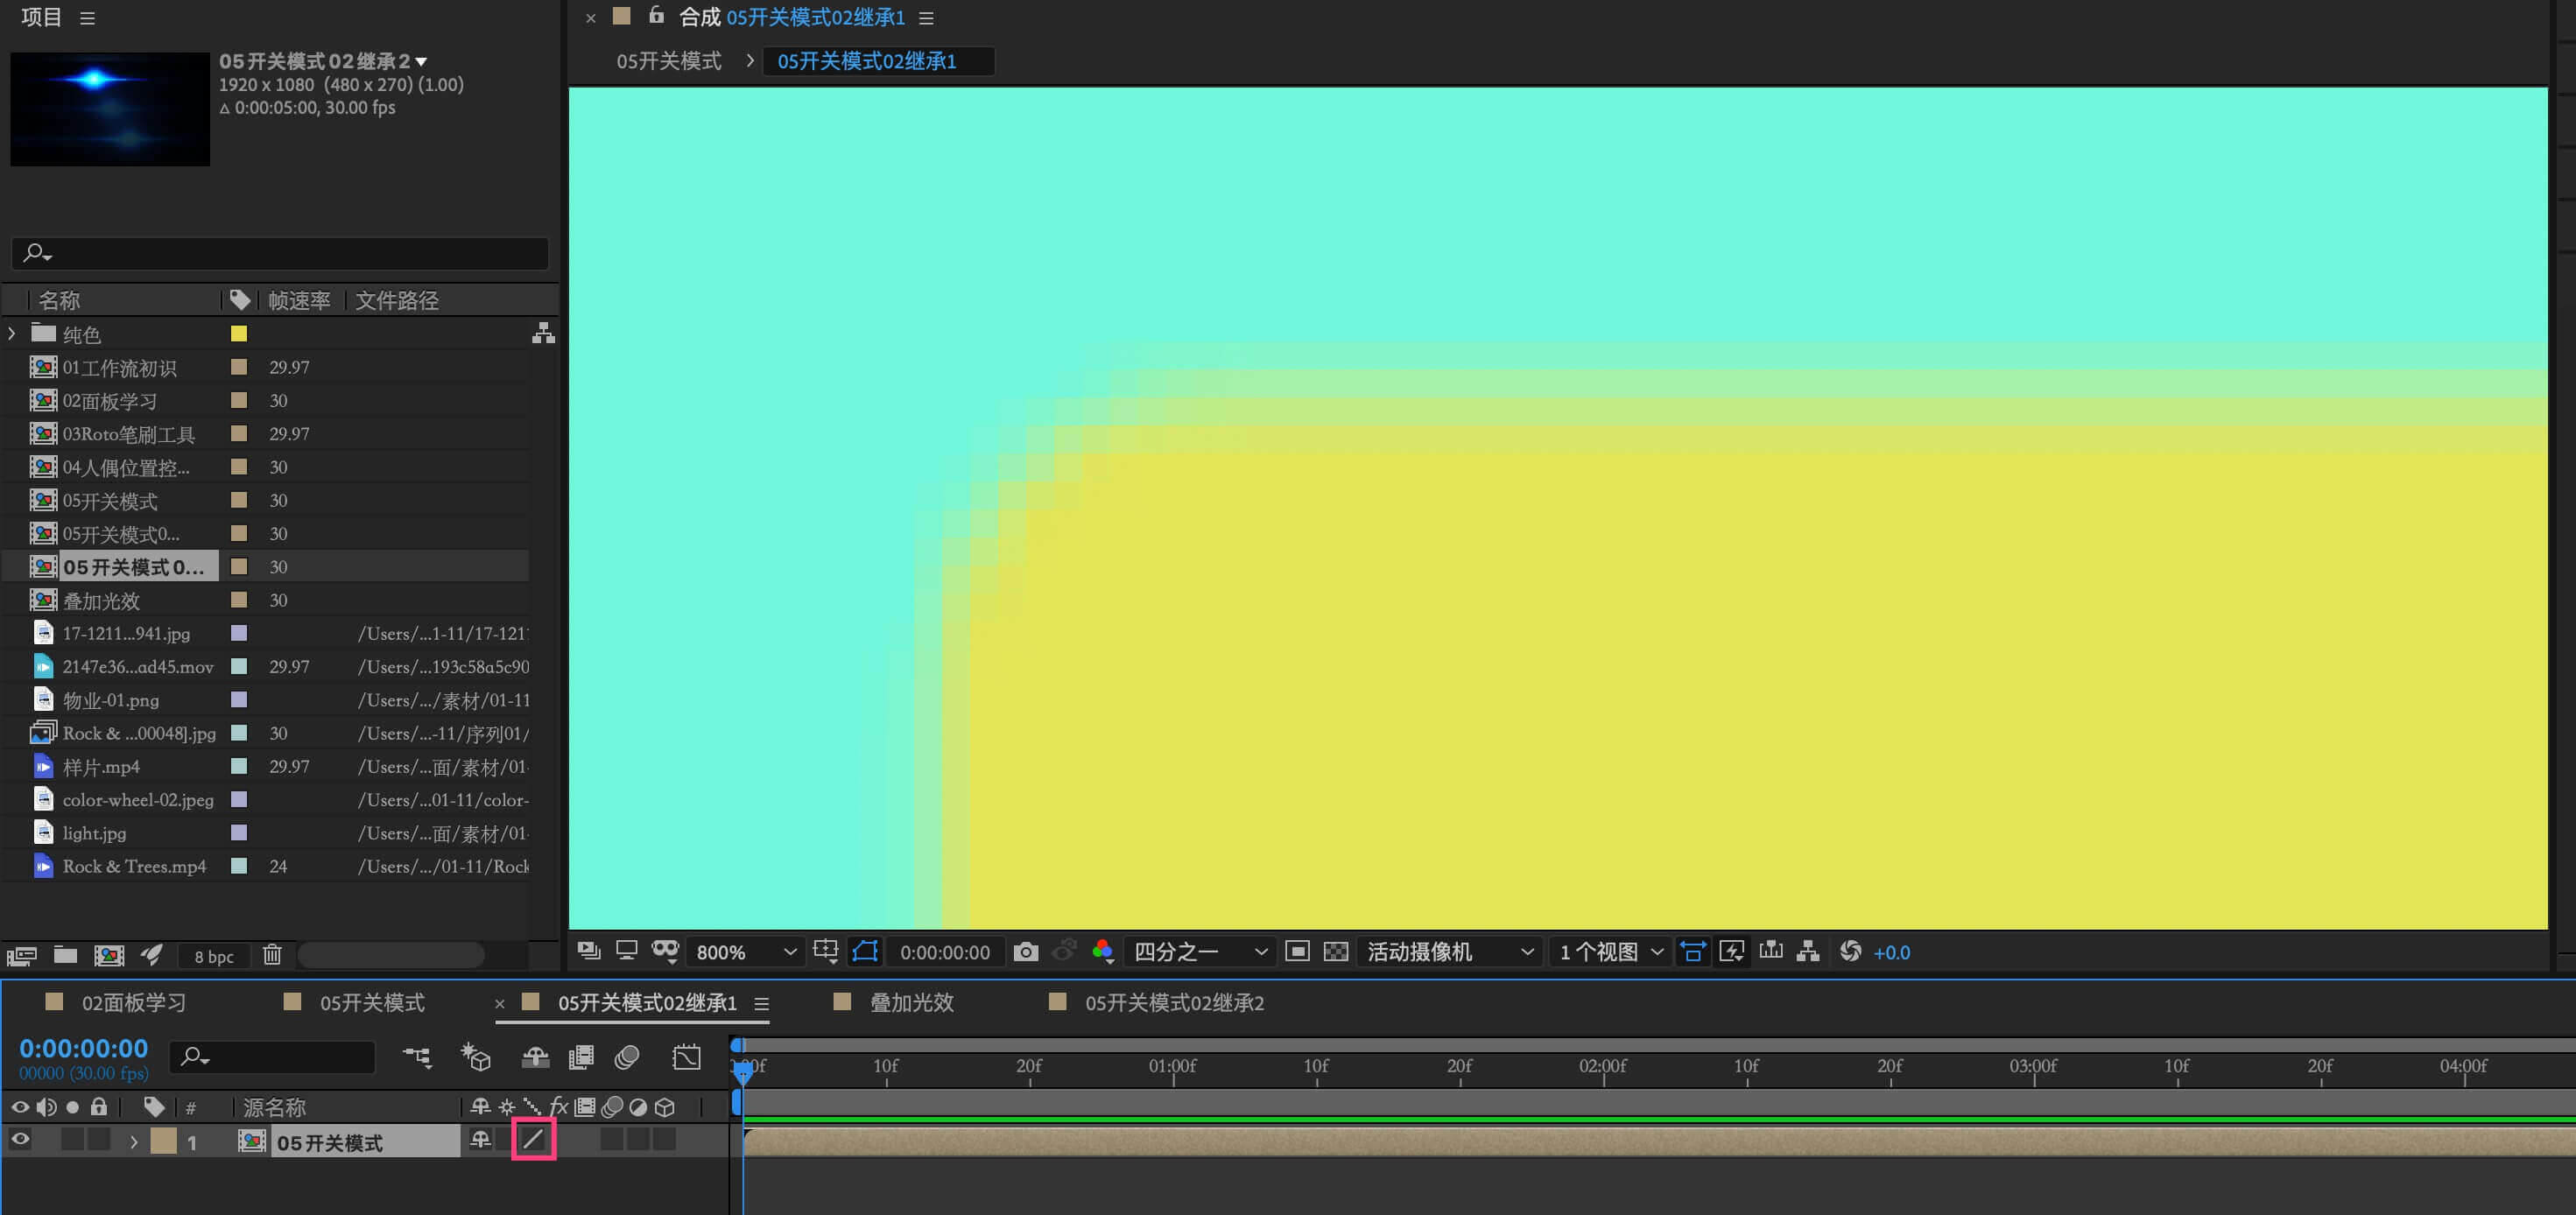 项目
05开关模式02继承2
1920 x 1080 (480 x 270) (1.00)
Δ 0:00:05:00, 30.00 fps
名称 帧速率 文件路径
纯色
01工作流初识 29.97
02面板学习 30
03Roto笔刷工具 29.97
04人偶位置控... 30
05开关模式 30
05开关模式0... 30
05开关模式0... 30
叠加光效 30
17-1211...941.jpg /Users/...1-11/17-121
2147e36...ad45.mov 29.97 /Users/...193c58a5c90
物业-01.png /Users/.../素材/01-11
Rock & ...00048].jpg 30 /Users/...-11/序列01/
样片.mp4 29.97 /Users/...面/素材/01-
color-wheel-02.jpeg /Users/...01-11/color-
light.jpg /Users/...面/素材/01-
Rock & Trees.mp4 24 /Users/.../01-11/Rock
8 bpc
合成 05开关模式02继承1
05开关模式 > 05开关模式02继承1
800% 0:00:00:00 四分之一 活动摄像机 1个视图 +0.0
02面板学习 05开关模式 05开关模式02继承1 叠加光效 05开关模式02继承2
0:00:00:00
00000 (30.00 fps)
10f 20f 01:00f 10f 20f 02:00f 10f 20f 03:00f 10f 20f 04:00f
# 源名称 fx
1 05开关模式